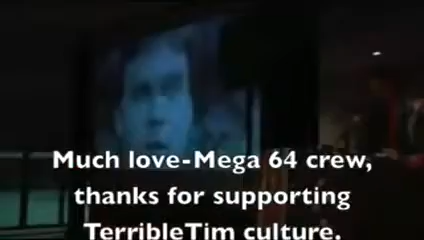 Much love-Mega 64 crew,
thanks for supporting
TerribleTim culture.